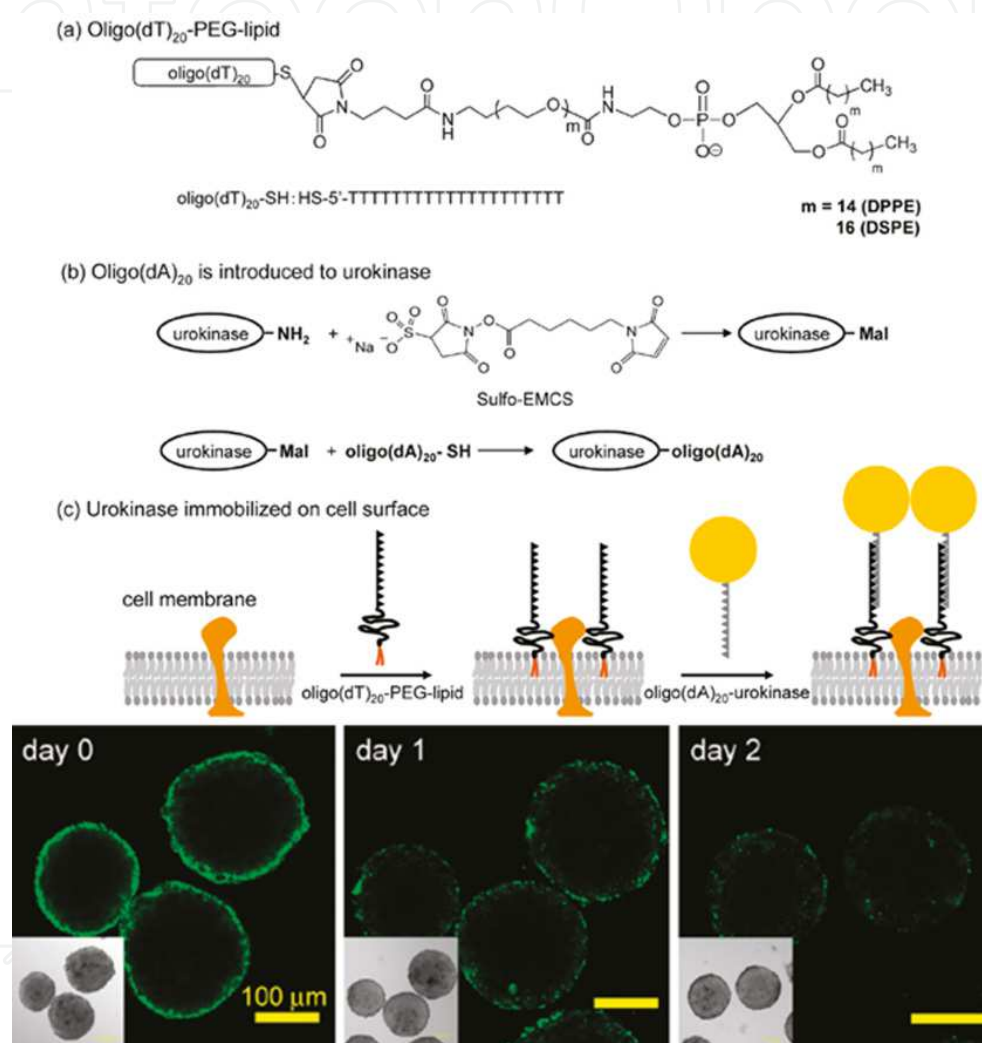 (a) Oligo(dT)20-PEG-lipid
oligo(dT)20
S
O
O
N
O
N
H
O
m
O
H
N
O
P
O
O⊖
O
O
O
CH3
m
O
O
CH3
m
oligo(dT)20-SH:HS-5'-TTTTTTTTTTTTTTTTTTTT
m = 14 (DPPE)
16 (DSPE)
(b) Oligo(dA)20 is introduced to urokinase
urokinase NH2 + +Na -O S O O O N O O O N O O urokinase Mal
Sulfo-EMCS
urokinase Mal + oligo(dA)20- SH urokinase oligo(dA)20
(c) Urokinase immobilized on cell surface
cell membrane
oligo(dT)20-PEG-lipid
oligo(dA)20-urokinase
day 0
day 1
day 2
100 μm